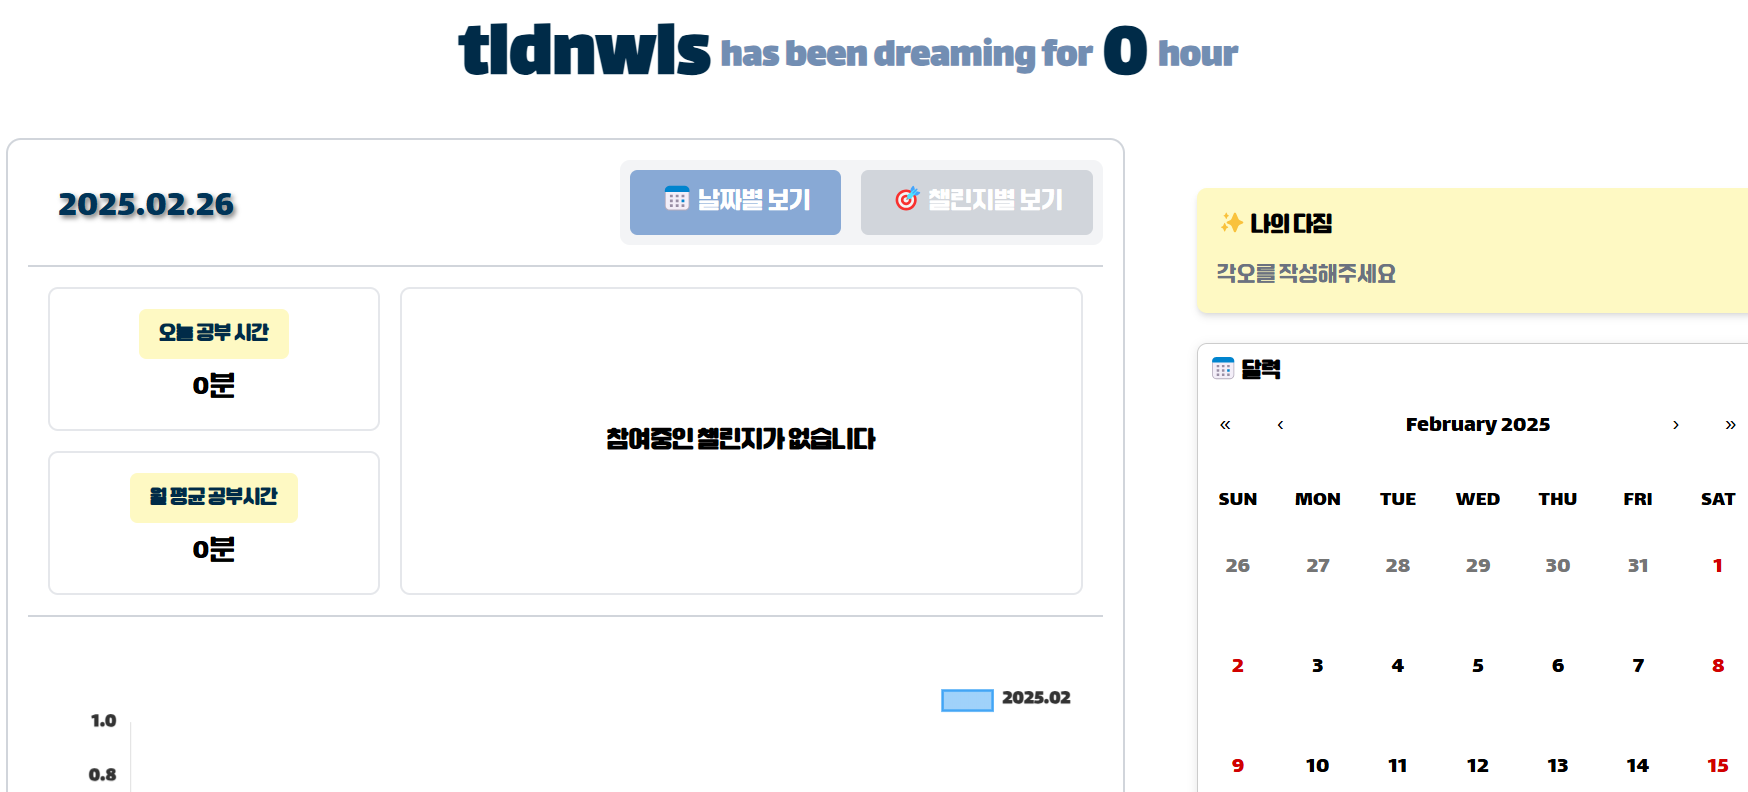 tldnwls has been dreaming for 0 hour
2025.02.26
날짜별 보기
챌린지별 보기
오늘 공부 시간
0분
월 평균 공부시간
0분
참여중인 챌린지가 없습니다
2025.02
1.0
0.8
나의 다짐
각오를 작성해주세요
달력
« ‹ February 2025 › »
SUN MON TUE WED THU FRI SAT
26 27 28 29 30 31 1
2 3 4 5 6 7 8
9 10 11 12 13 14 15